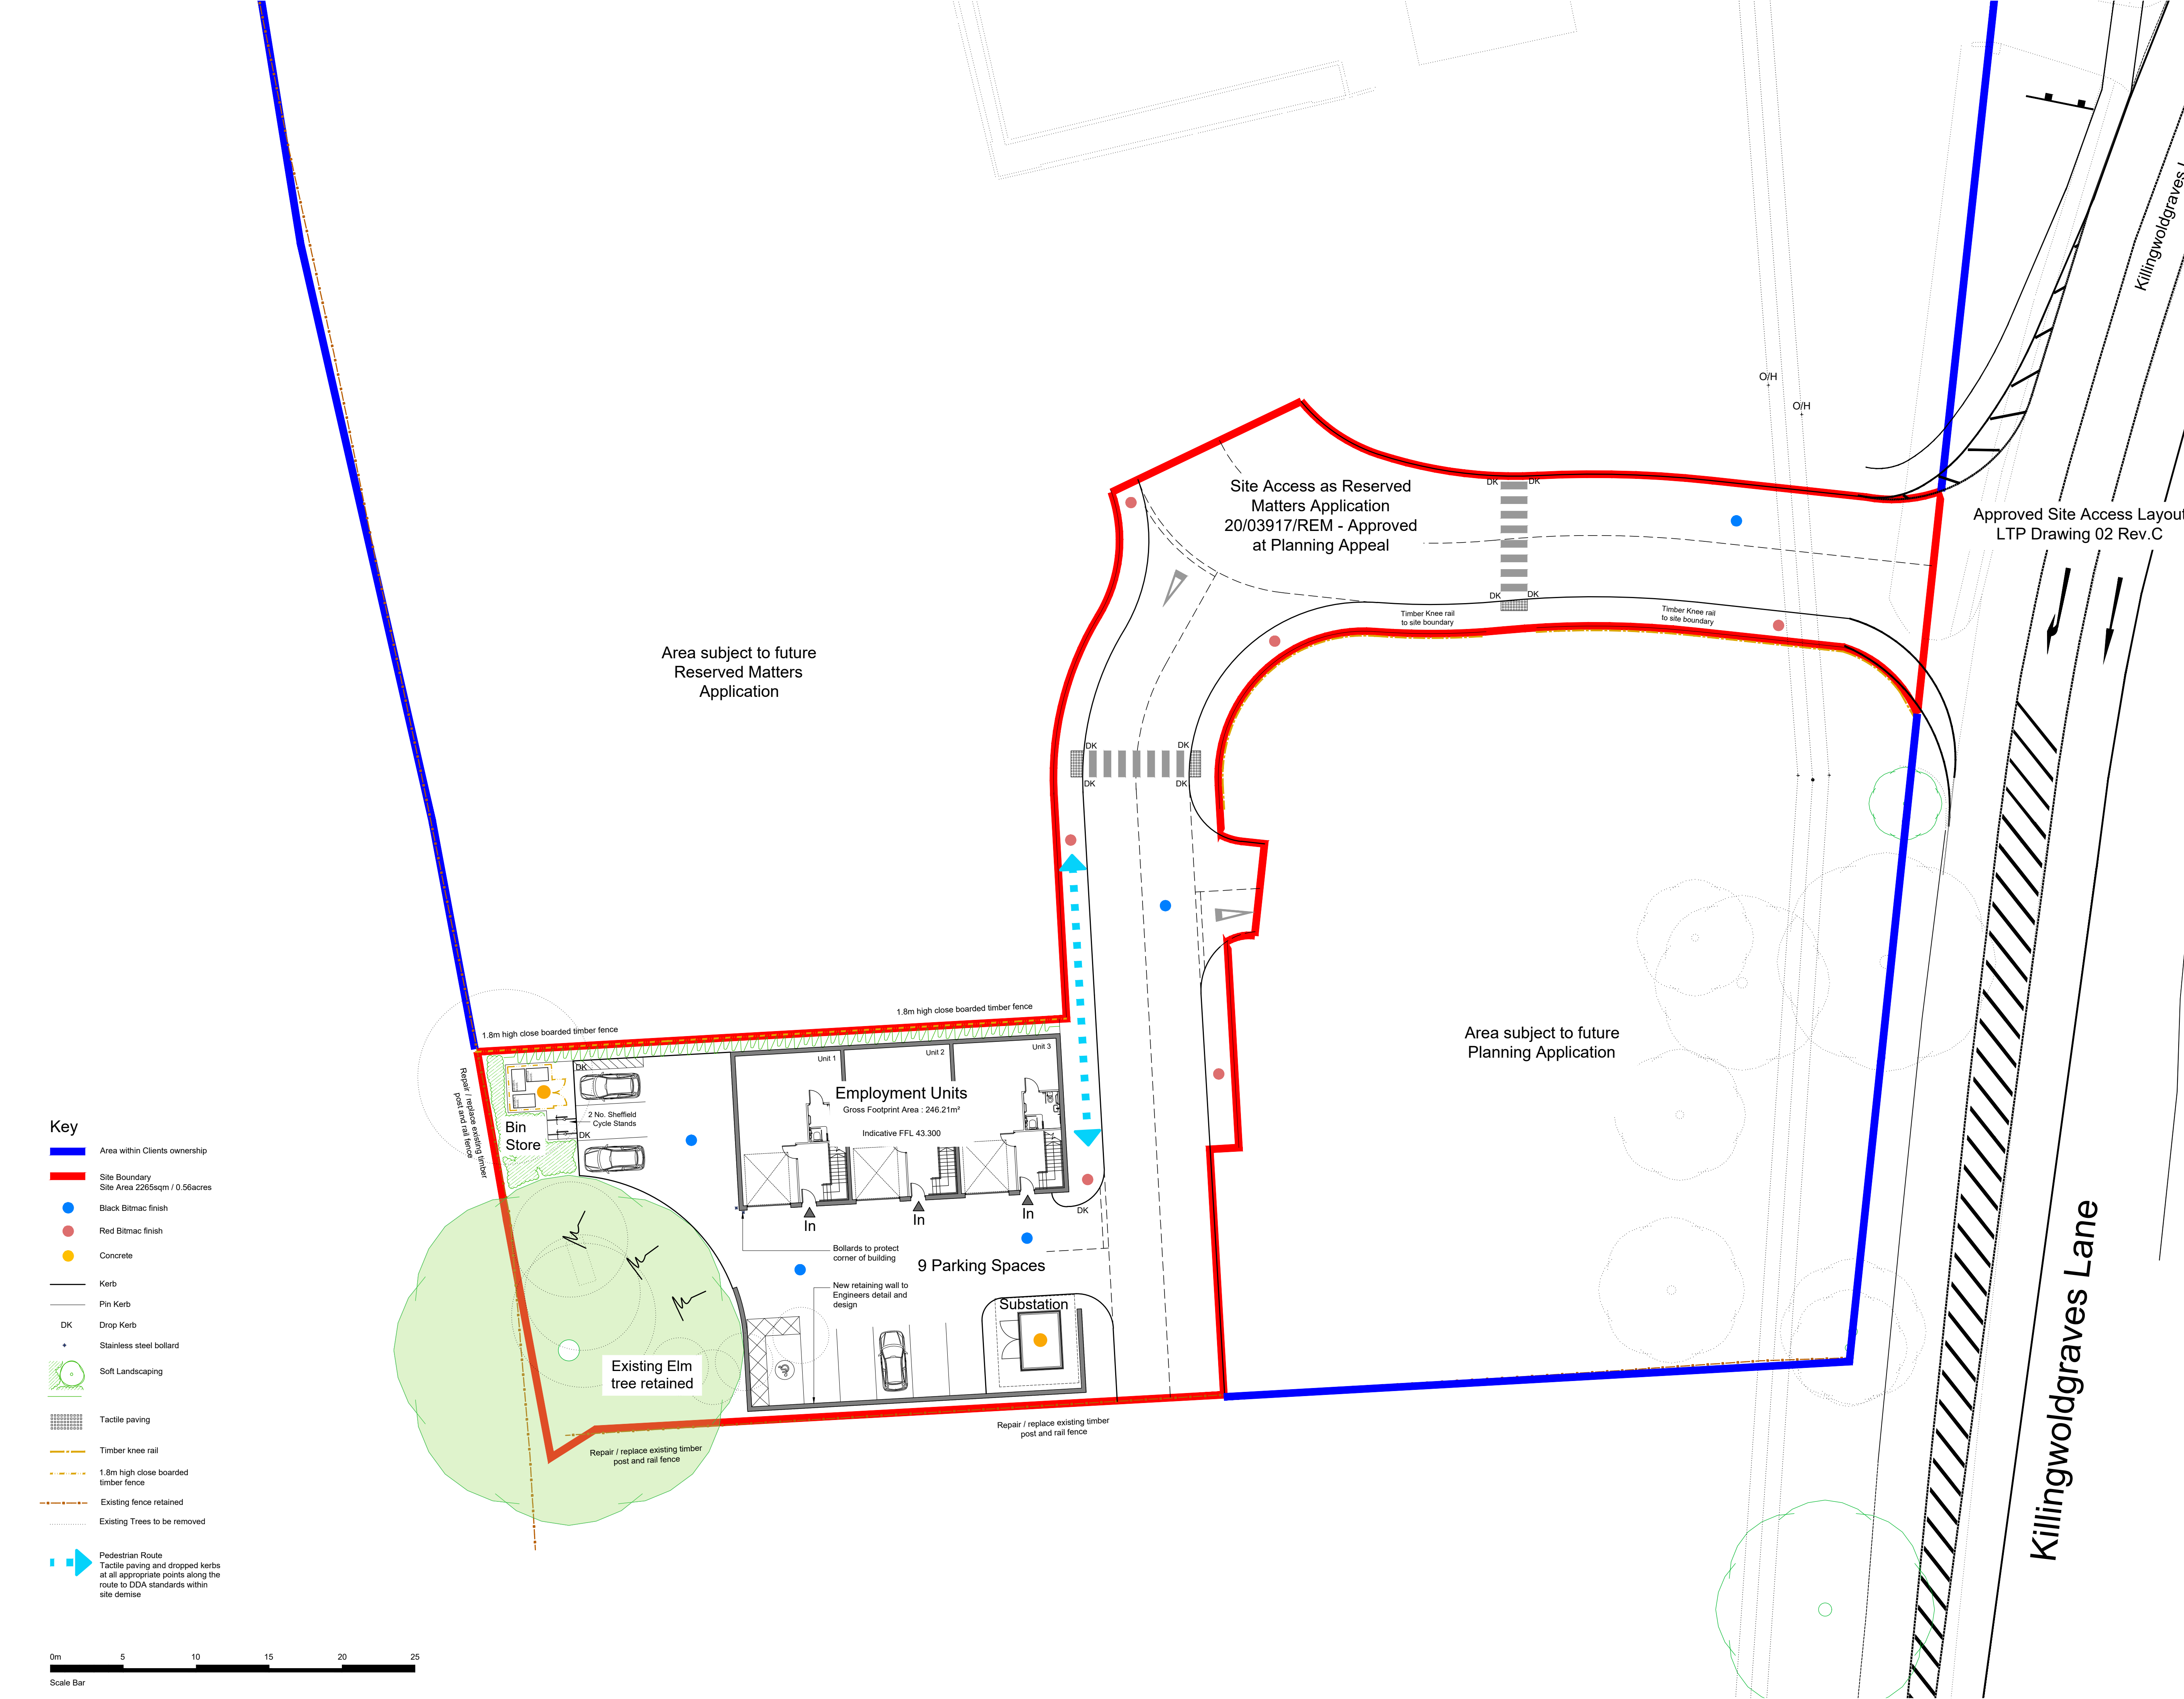 O/H
O/H
Killingwoldgraves
Site Access as Reserved
Matters Application
20/03917/REM - Approved
at Planning Appeal
DK
DK
DK
DK
Approved Site Access Layout
LTP Drawing 02 Rev.C
Timber Knee rail
to site boundary
Timber Knee rail
to site boundary
Area subject to future
Reserved Matters
Application
DK
DK
DK
DK
1.8m high close boarded timber fence
1.8m high close boarded timber fence
Area subject to future
Planning Application
Repair / replace existing timber
post and rail fence
DK
2 No. Sheffield
Cycle Stands
DK
Bin
Store
Unit 1
Unit 2
Unit 3
Employment Units
Gross Footprint Area : 246.21m²
Indicative FFL 43.300
In
In
In
DK
Bollards to protect
corner of building
9 Parking Spaces
New retaining wall to
Engineers detail and
design
Substation
Existing Elm
tree retained
Repair / replace existing timber
post and rail fence
Repair / replace existing timber
post and rail fence
Killingwoldgraves Lane
Key
Area within Clients ownership
Site Boundary
Site Area 2265sqm / 0.56acres
Black Bitmac finish
Red Bitmac finish
Concrete
Kerb
Pin Kerb
DK
Drop Kerb
Stainless steel bollard
Soft Landscaping
Tactile paving
Timber knee rail
1.8m high close boarded
timber fence
Existing fence retained
Existing Trees to be removed
Pedestrian Route
Tactile paving and dropped kerbs
at all appropriate points along the
route to DDA standards within
site demise
0m 5 10 15 20 25
Scale Bar